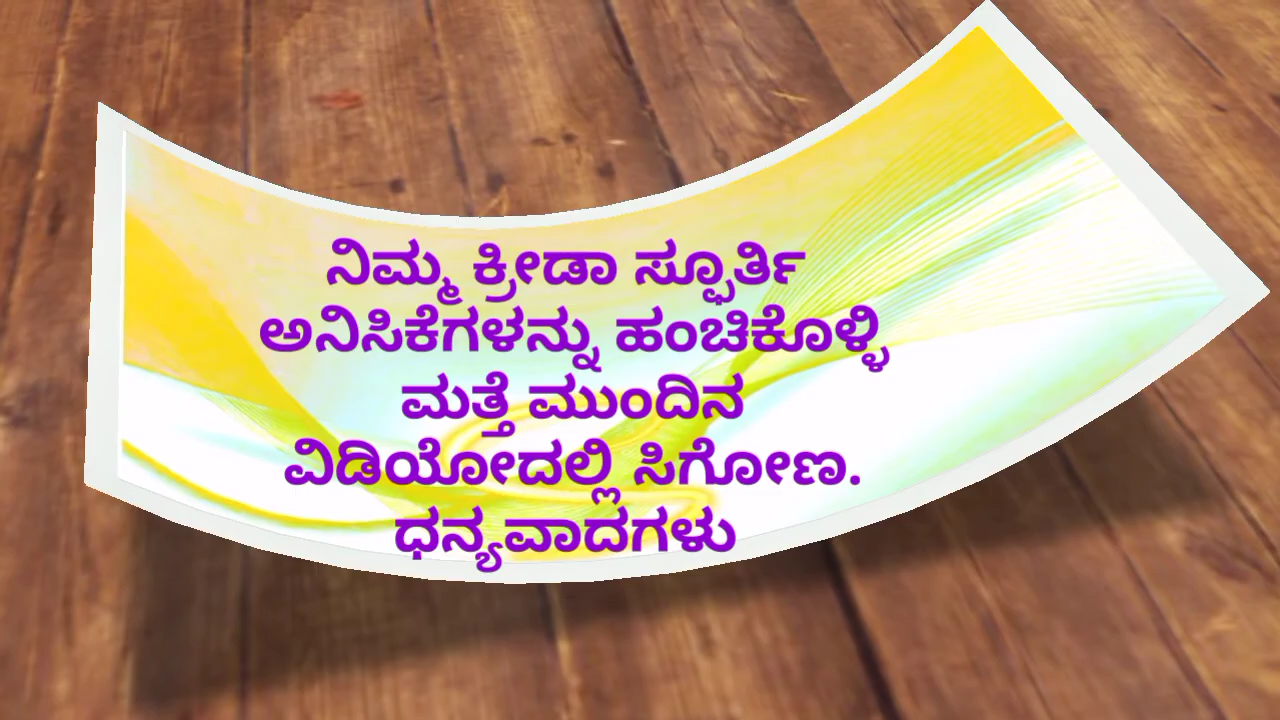 ನಿಮ್ಮ ಕ್ರೀಡಾ ಸ್ಫೂರ್ತಿ
ಅನಿಸಿಕೆಗಳನ್ನು ಹಂಚಿಕೊಳ್ಳಿ
ಮತ್ತೆ ಮುಂದಿನ
ವಿಡಿಯೋದಲ್ಲಿ ಸಿಗೋಣ.
ಧನ್ಯವಾದಗಳು